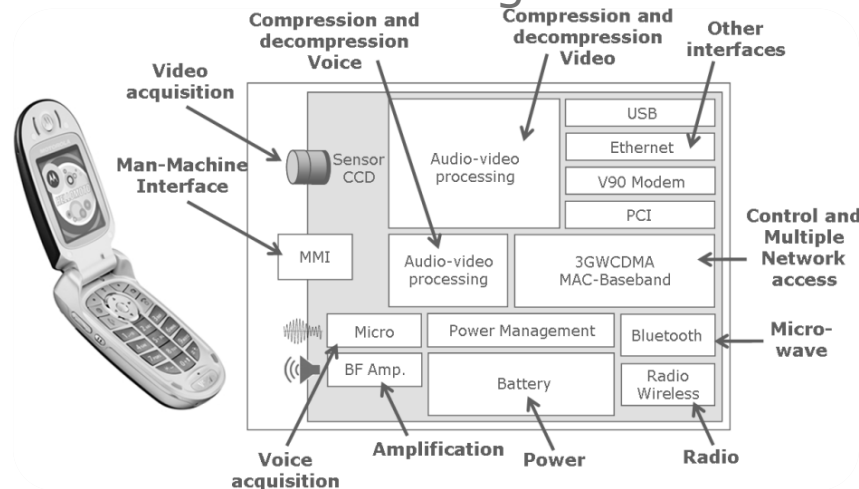 Compression and
decompression
Voice
Compression and
decompression
Video
Other
interfaces
Video
acquisition
Man-Machine
Interface
Sensor
CCD
Audio-video
processing
USB
Ethernet
V90 Modem
PCI
MMI
Audio-video
processing
3GWCDMA
MAC-Baseband
Control and
Multiple
Network
access
Micro
Power Management
Bluetooth
Micro-
wave
BF Amp.
Battery
Radio
Wireless
Voice
acquisition
Amplification
Power
Radio